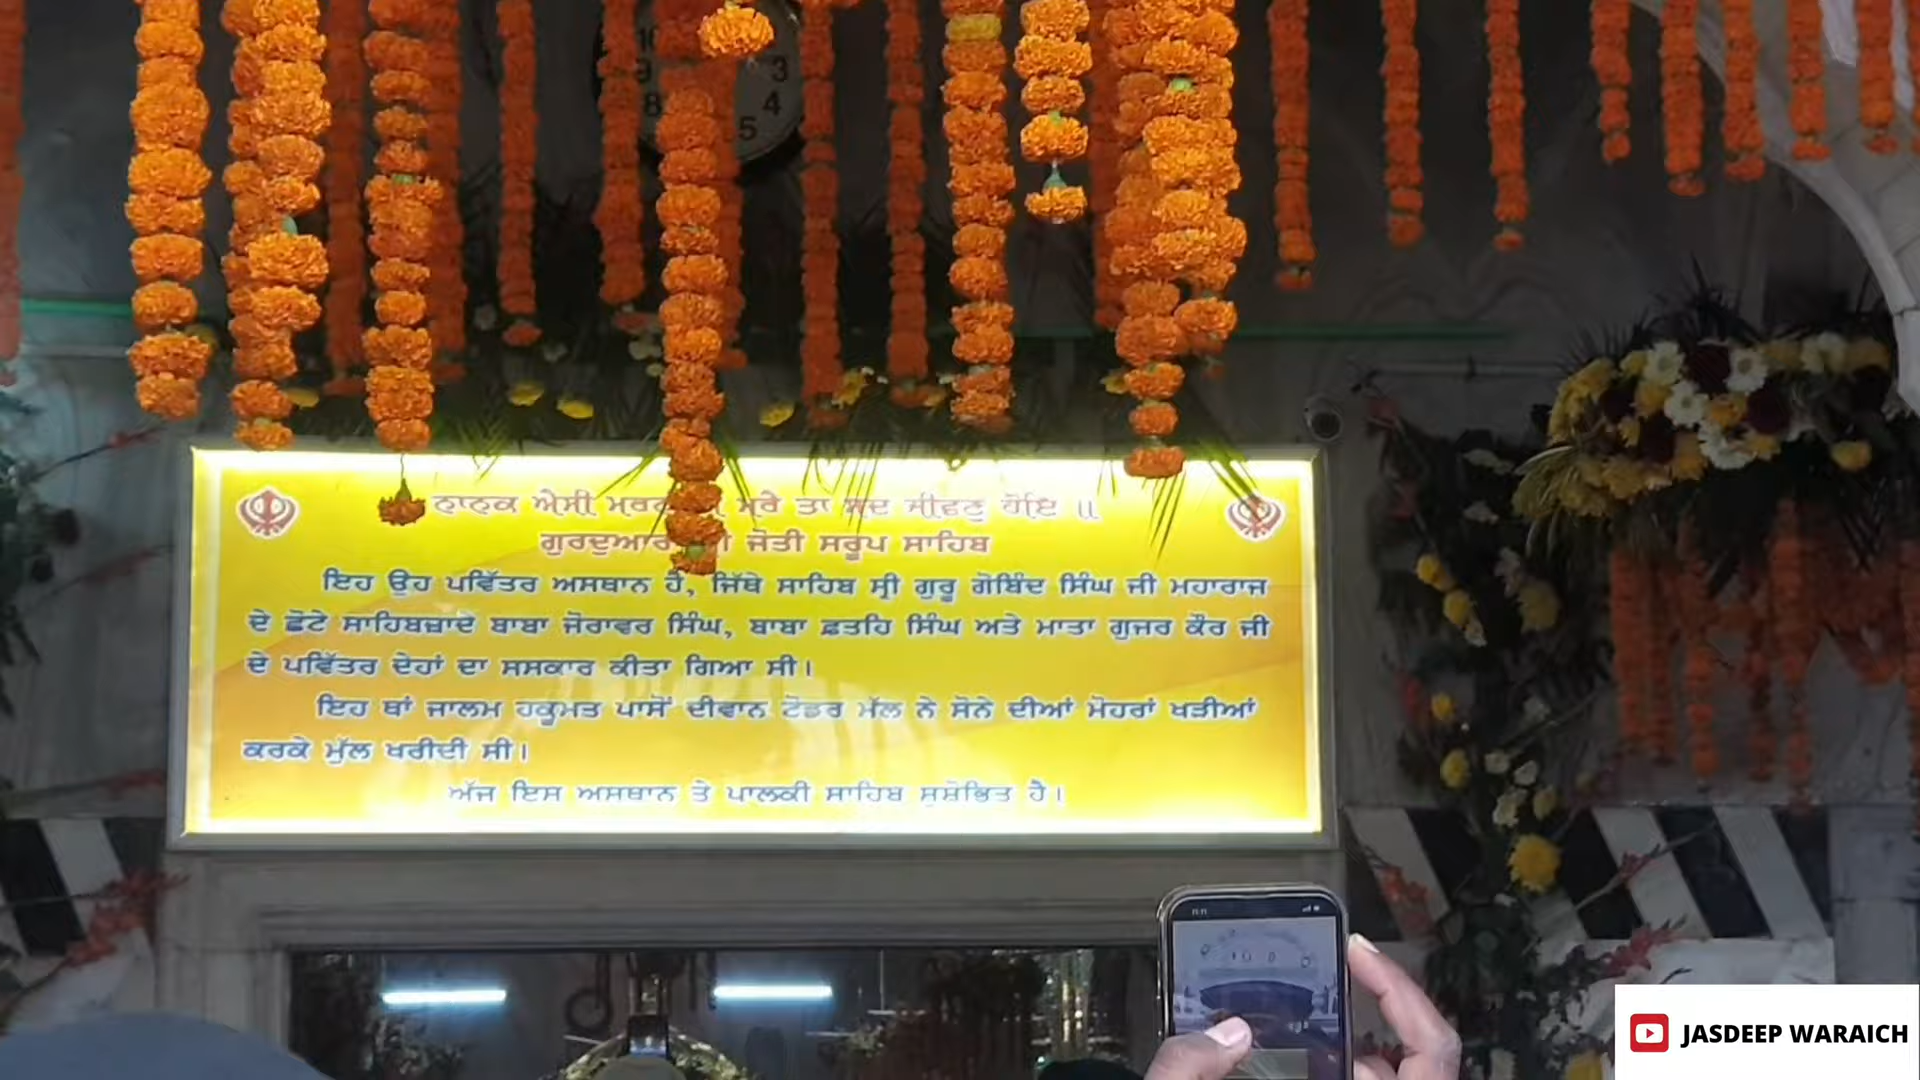 ਨਾਨਕ ਐਸੀ ਮਰਨੀ ਮਰੈ ਤਾ ਸਦ ਜੀਵਣੁ ਹੋਇ ॥
ਗੁਰਦੁਆਰਾ ਸ੍ਰੀ ਜੋਤੀ ਸਰੂਪ ਸਾਹਿਬ
ਇਹ ਉਹ ਪਵਿੱਤਰ ਅਸਥਾਨ ਹੈ, ਜਿੱਥੇ ਸਾਹਿਬ ਸ੍ਰੀ ਗੁਰੂ ਗੋਬਿੰਦ ਸਿੰਘ ਜੀ ਮਹਾਰਾਜ
ਦੇ ਛੋਟੇ ਸਾਹਿਬਜ਼ਾਦੇ ਬਾਬਾ ਜੋਰਾਵਰ ਸਿੰਘ, ਬਾਬਾ ਫ਼ਤਹਿ ਸਿੰਘ ਅਤੇ ਮਾਤਾ ਗੁਜਰ ਕੌਰ ਜੀ
ਦੇ ਪਵਿੱਤਰ ਦੇਹਾਂ ਦਾ ਸਸਕਾਰ ਕੀਤਾ ਗਿਆ ਸੀ।
ਇਹ ਥਾਂ ਜਾਲਮ ਹਕੂਮਤ ਪਾਸੋਂ ਦੀਵਾਨ ਟੋਡਰ ਮੱਲ ਨੇ ਸੋਨੇ ਦੀਆਂ ਮੋਹਰਾਂ ਖੜੀਆਂ
ਕਰਕੇ ਮੁੱਲ ਖਰੀਦੀ ਸੀ।
ਅੱਜ ਇਸ ਅਸਥਾਨ ਤੇ ਪਾਲਕੀ ਸਾਹਿਬ ਸੁਸ਼ੋਭਿਤ ਹੈ।
JASDEEP WARAICH